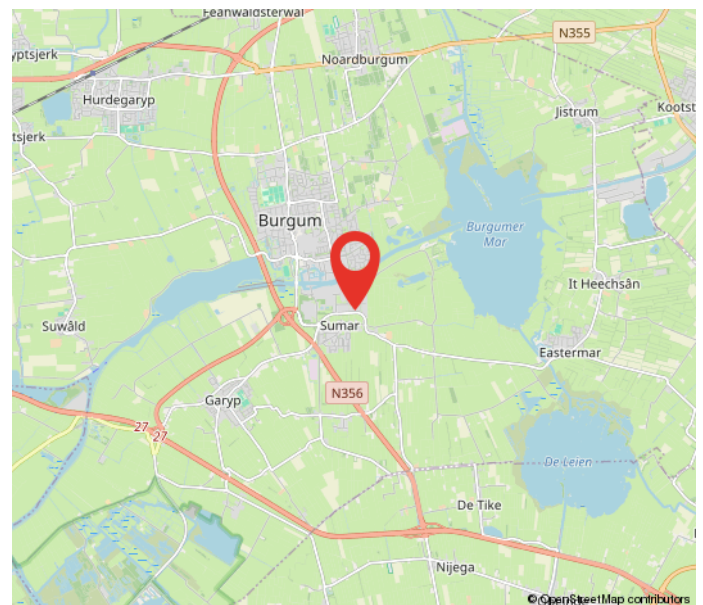 Feanwâldsterwal
N355
yptsjerk
Noardburgum
Hurdegaryp
Jistrum
Kootst
tsjerk
Burgum
Burgumer
Mar
It Heechsân
Suwâld
Sumar
Eastermar
N356
Garyp
27
27
De Leien
De Tike
Nijega
© OpenStreetMap contributors